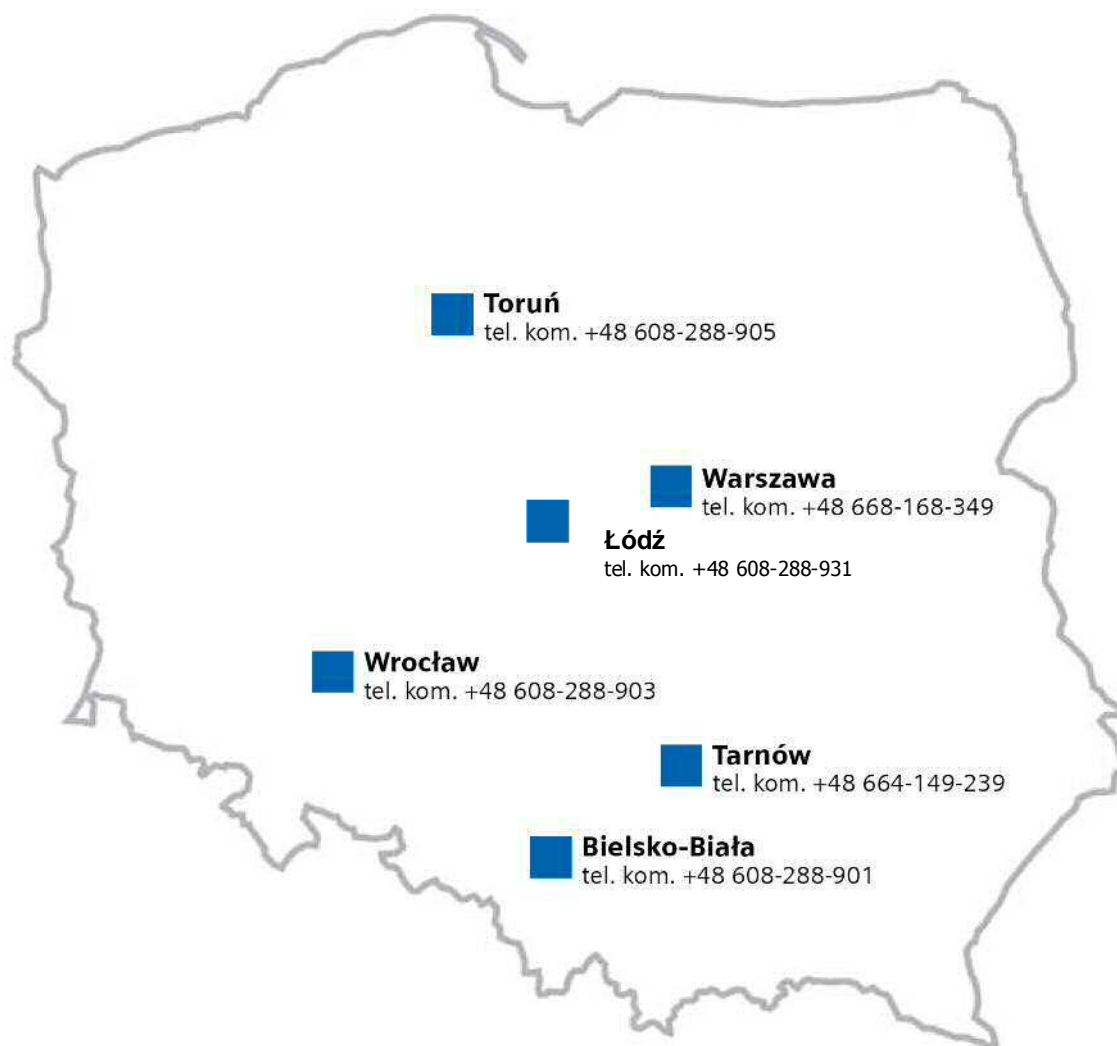 Toruń
tel. kom. +48 608-288-905
Warszawa
tel. kom. +48 668-168-349
Łódź
tel. kom. +48 608-288-931
Wrocław
tel. kom. +48 608-288-903
Tarnów
tel. kom. +48 664-149-239
Bielsko-Biała
tel. kom. +48 608-288-901